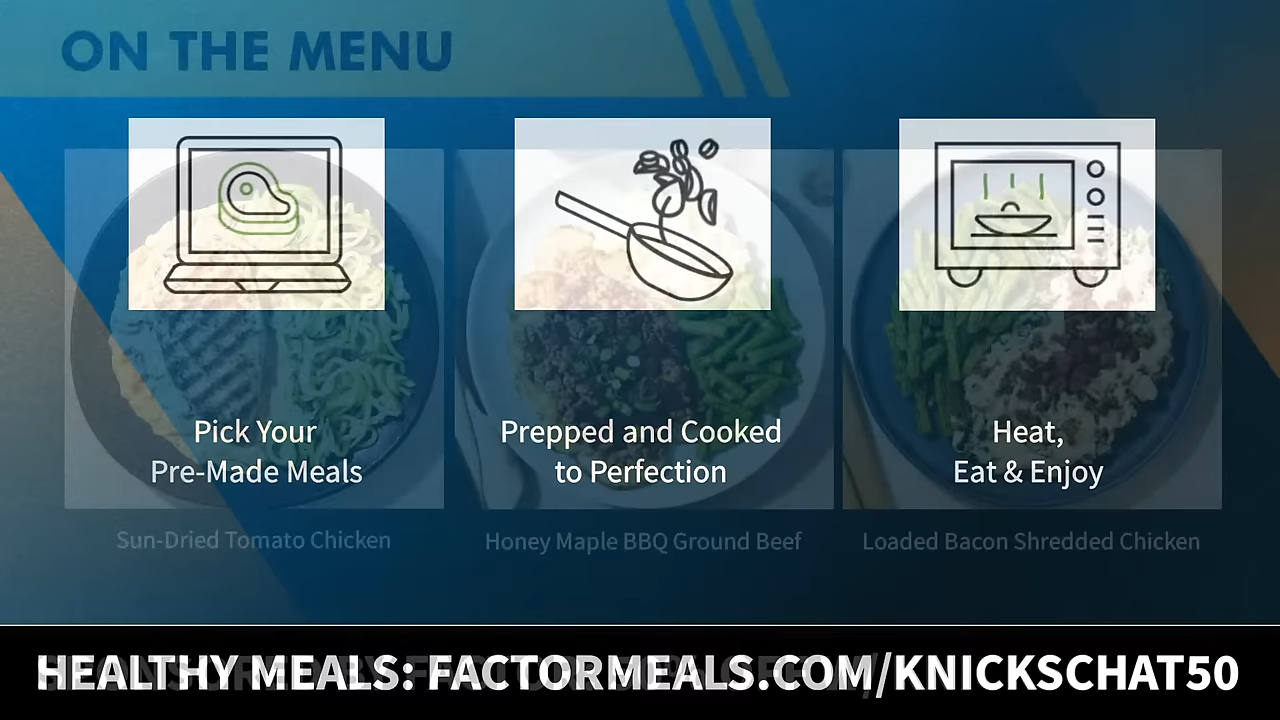 ON THE MENU
Pick Your
Pre-Made Meals
Prepped and Cooked
to Perfection
Heat,
Eat & Enjoy
Sun-Dried Tomato Chicken
Honey Maple BBQ Ground Beef
Loaded Bacon Shredded Chicken
HEALTHY MEALS: FACTORMEALS.COM/KNICKSCHAT50